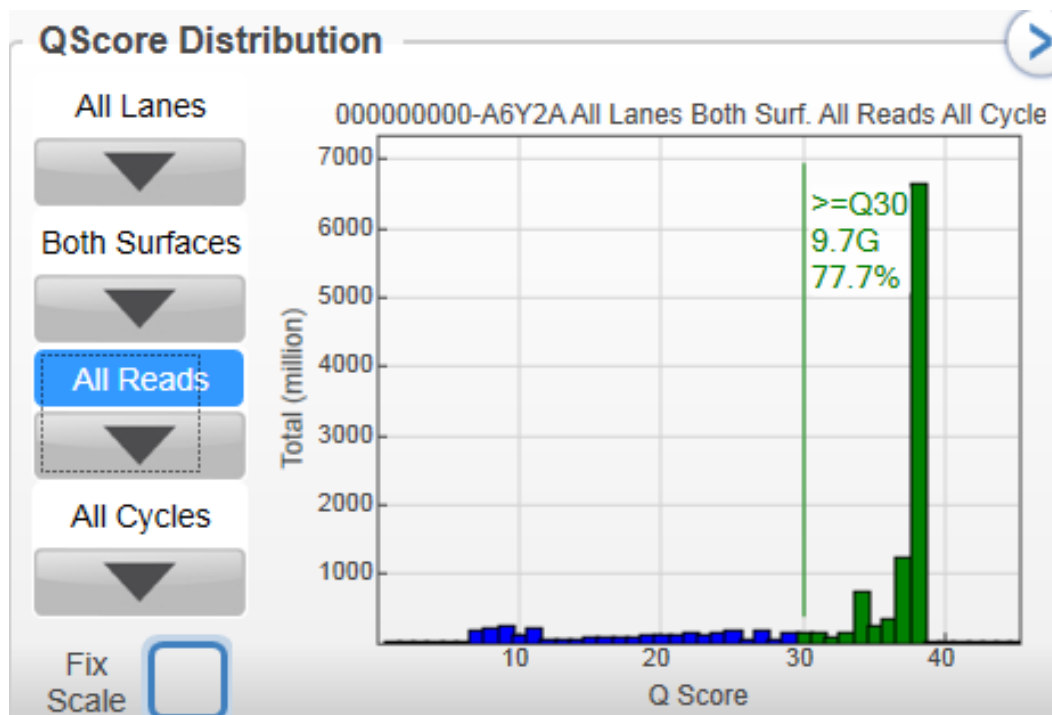 QScore Distribution
All Lanes
Both Surfaces
All Reads
All Cycles
Fix
Scale
000000000-A6Y2A All Lanes Both Surf. All Reads All Cycle
Total (million)
7000
6000
5000
4000
3000
2000
1000
>=Q30
9.7G
77.7%
10
20
30
40
Q Score